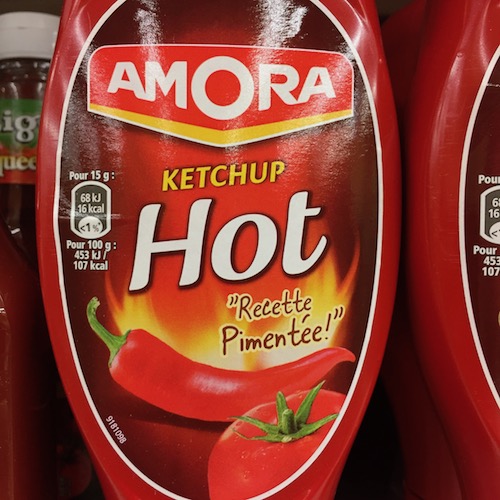 AMORA
KETCHUP
Hot
"Recette
Pimentée!"
Pour 15 g :
68 kJ
16 kcal
<1%
Pour 100 g :
453 kJ /
107 kcal
9181098
Pour